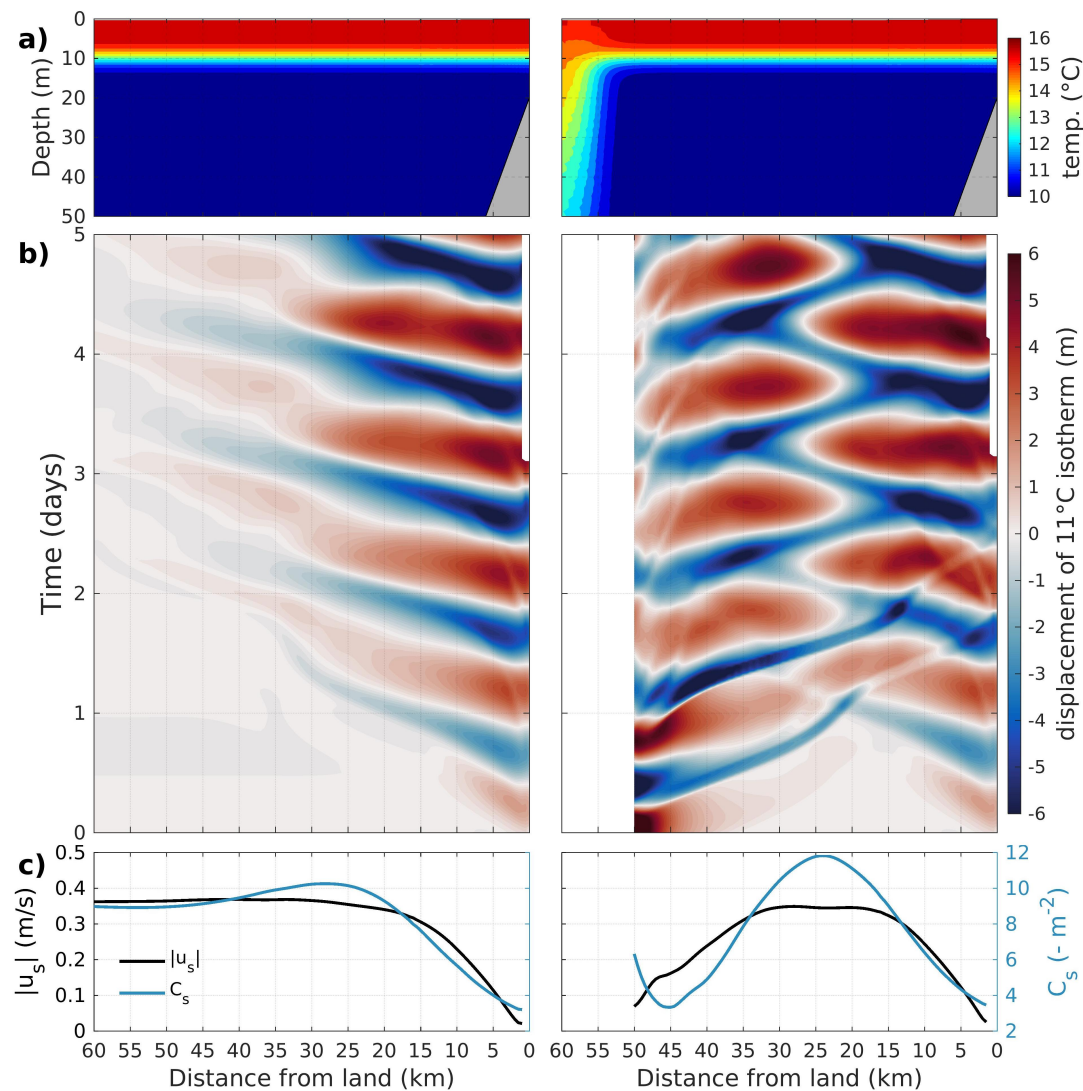 a)
Depth (m)
0
10
20
30
40
50
16
15
14
13
12
11
10
temp. (°C)
b)
Time (days)
5
4
3
2
1
0
6
5
4
3
2
1
0
-1
-2
-3
-4
-5
-6
displacement of 11°C isotherm (m)
c)
|us| (m/s)
0.5
0.4
0.3
0.2
0.1
0
|us|
Cs
12
10
8
6
4
2
Cs (- m-2)
60 55 50 45 40 35 30 25 20 15 10 5 0
60 55 50 45 40 35 30 25 20 15 10 5 0
Distance from land (km)
Distance from land (km)